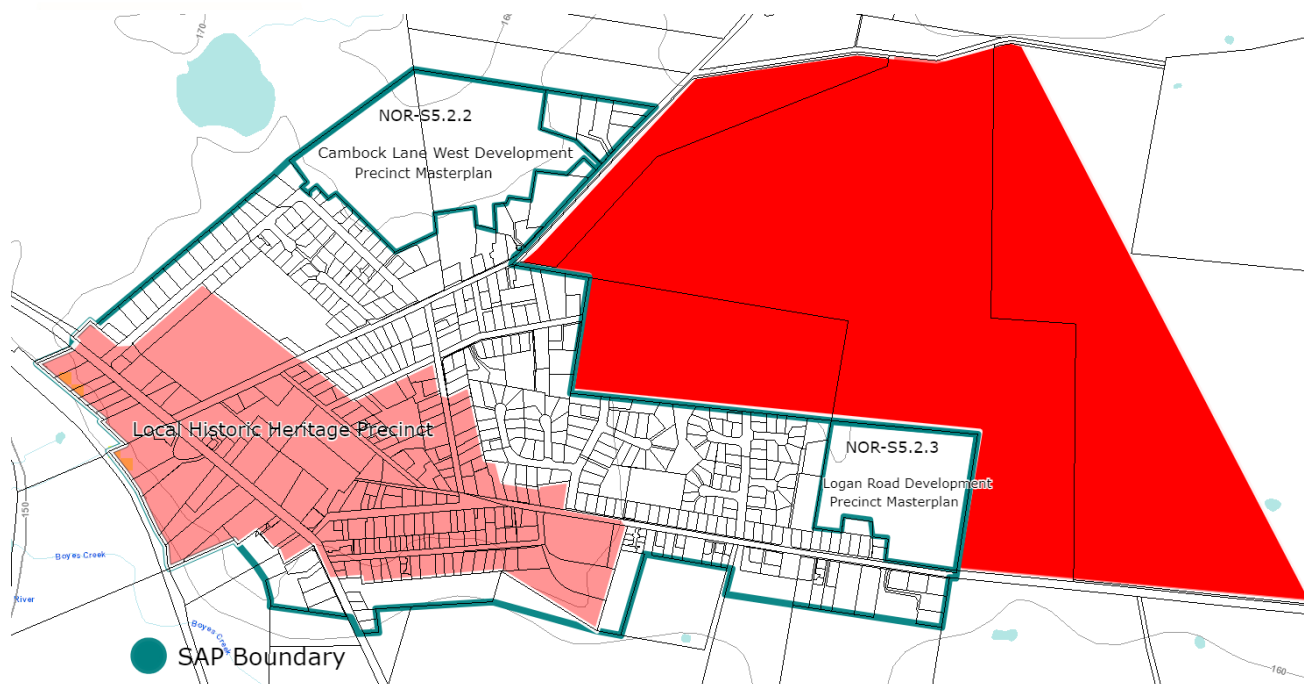 170
160
NOR-S5.2.2
Cambock Lane West Development
Precinct Masterplan
Local Historic Heritage Precinct
NOR-S5.2.3
Logan Road Development
Precinct Masterplan
150
Boyes Creek
River
Boyes Creek
SAP Boundary
160